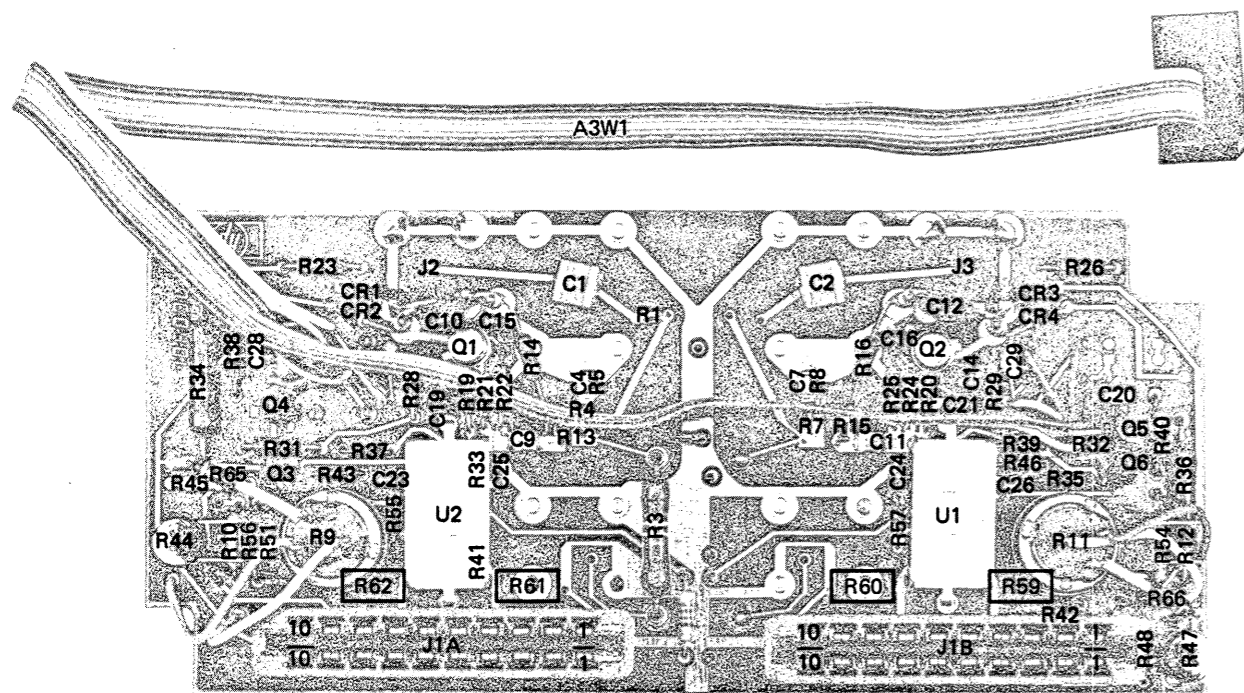 A3W1
R23 J2 C1 C2 J3 R26
CR1 CR3
CR2 C10 C15 R1 C12 CR4
R38 C28 Q1 R14 R16 C16 Q2 C14 C29
R34 R28 R19 R21 R22 C4 R5 C7 R8 R25 R24 R20 R29 C20
Q4 C19 R4 C21
R31 R37 C9 R13 R7 R15 C11 R39 R32 Q5 R40
R45 R65 Q3 R43 C23 R33 C25 C24 R46 C26 R35 Q6 R36
R44 R10 R56 R51 R9 R55 U2 R3 R57 U1 R11 R54 R12
R41
R62 R61 R60 R59 R66
R42
10 1 10 1
J1A J1B
10 1 10 1
R48 R47